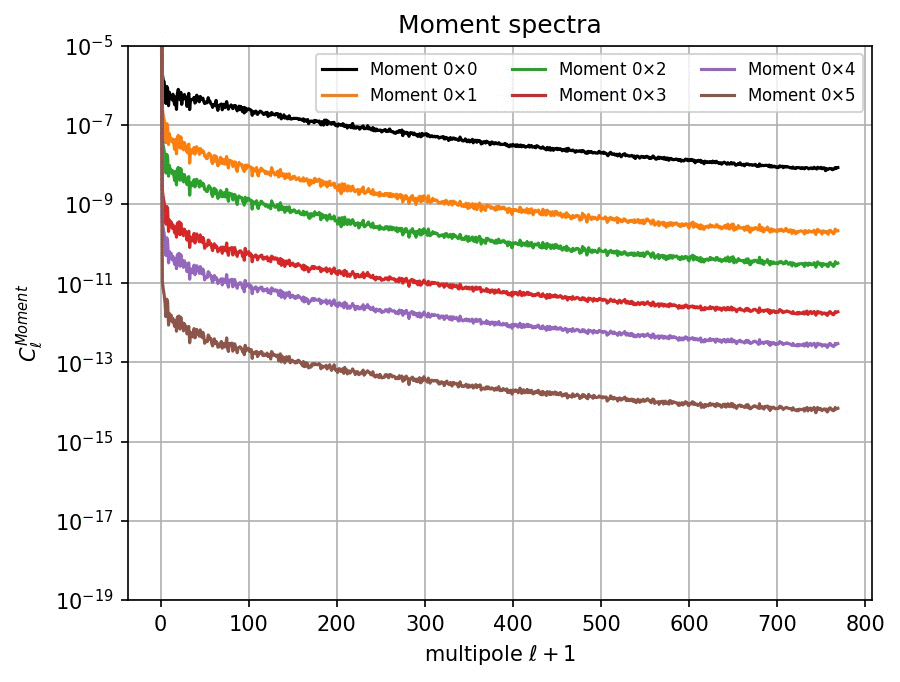 Moment spectra
10⁻⁵
10⁻⁷
10⁻⁹
10⁻¹¹
10⁻¹³
10⁻¹⁵
10⁻¹⁷
10⁻¹⁹
C_ℓ^Moment
Moment 0×0
Moment 0×1
Moment 0×2
Moment 0×3
Moment 0×4
Moment 0×5
0 100 200 300 400 500 600 700 800
multipole ℓ + 1